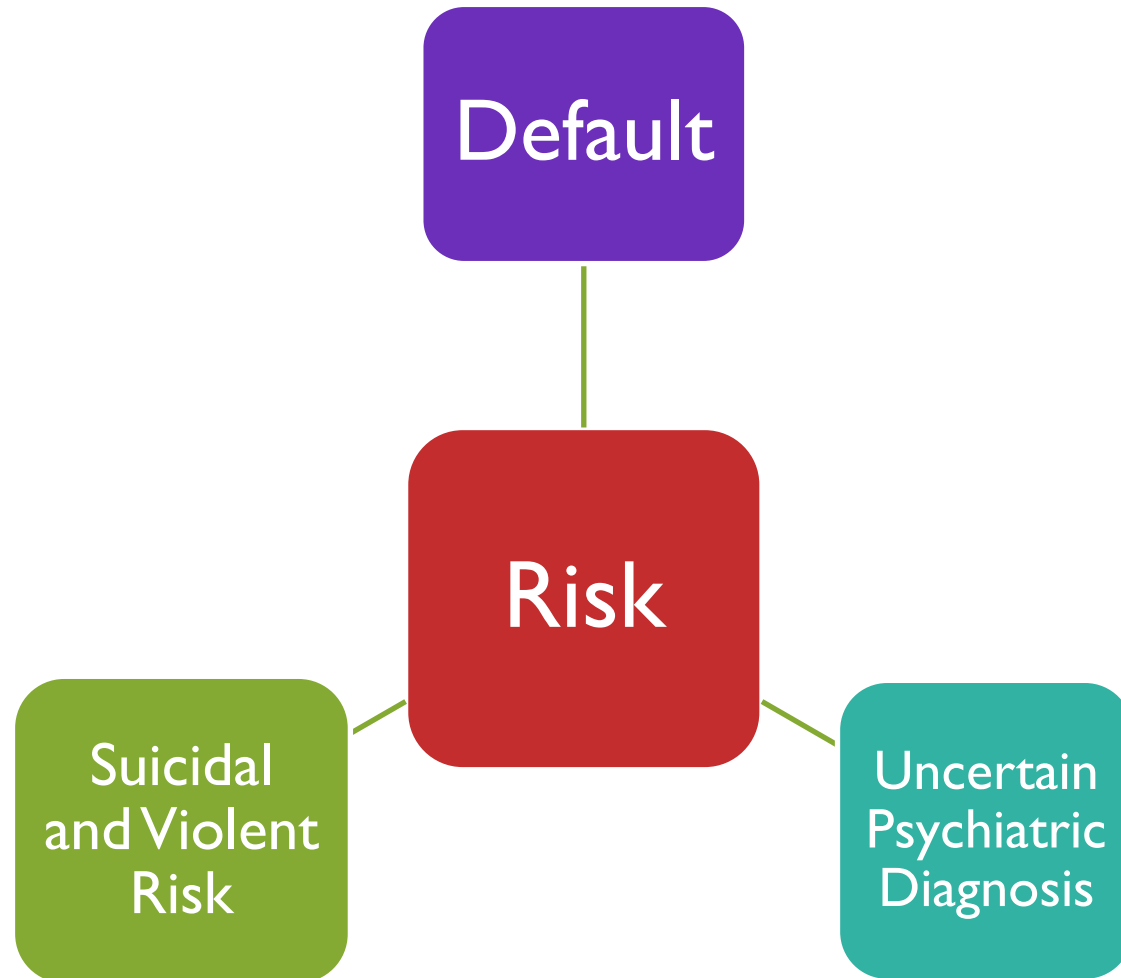 Default
Risk
Suicidal
and Violent
Risk
Uncertain
Psychiatric
Diagnosis